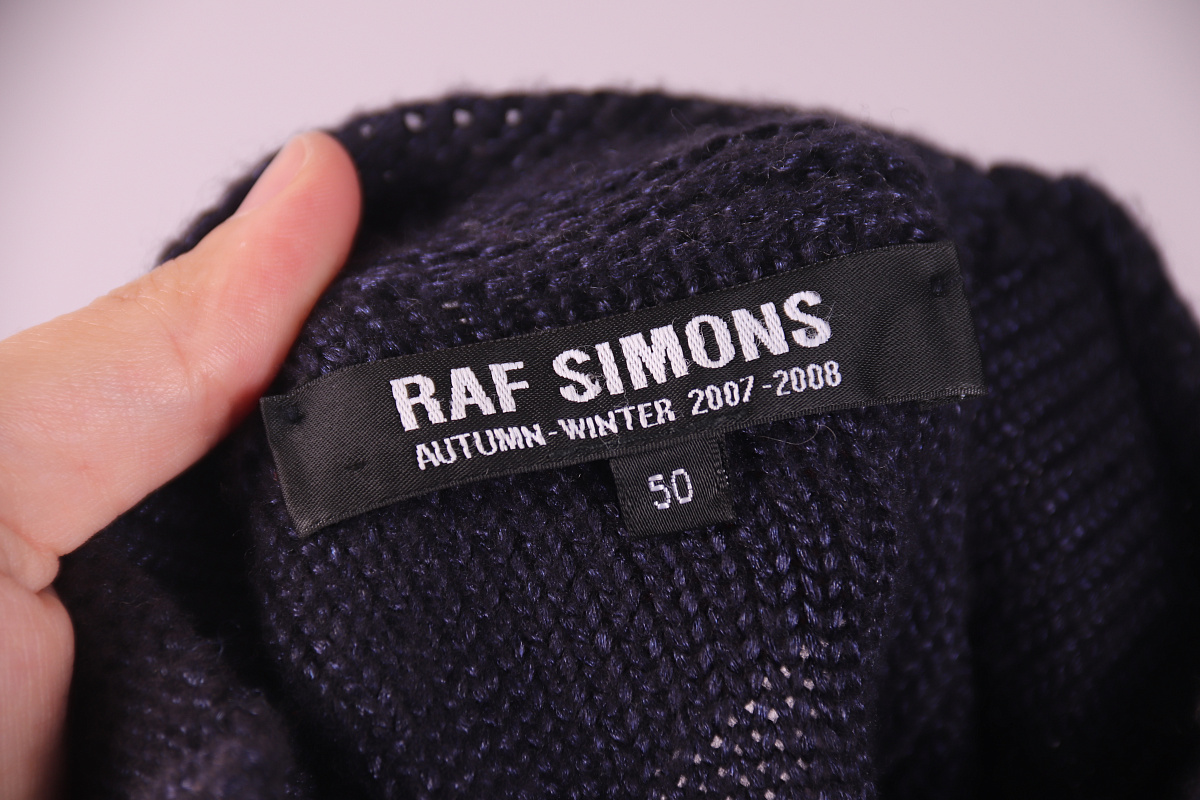 RAF SIMONS
AUTUMN-WINTER 2007-2008
50